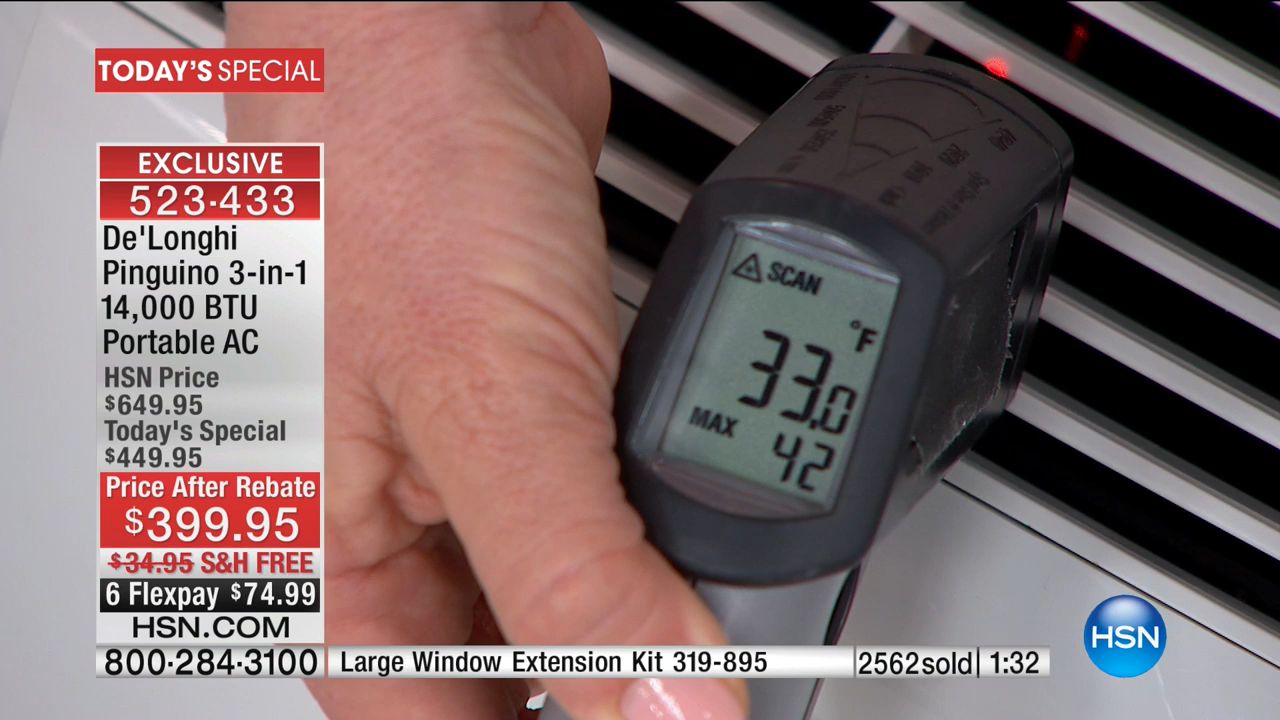 TODAY'S SPECIAL
EXCLUSIVE
523-433
De'Longhi
Pinguino 3-in-1
14,000 BTU
Portable AC
HSN Price
$649.95
Today's Special
$449.95
Price After Rebate
$399.95
$34.95 S&H FREE
6 Flexpay $74.99
HSN.COM
800·284·3100
Large Window Extension Kit 319-895
2562sold
1:32
SCAN
°F
33.0
MAX
42
HSN